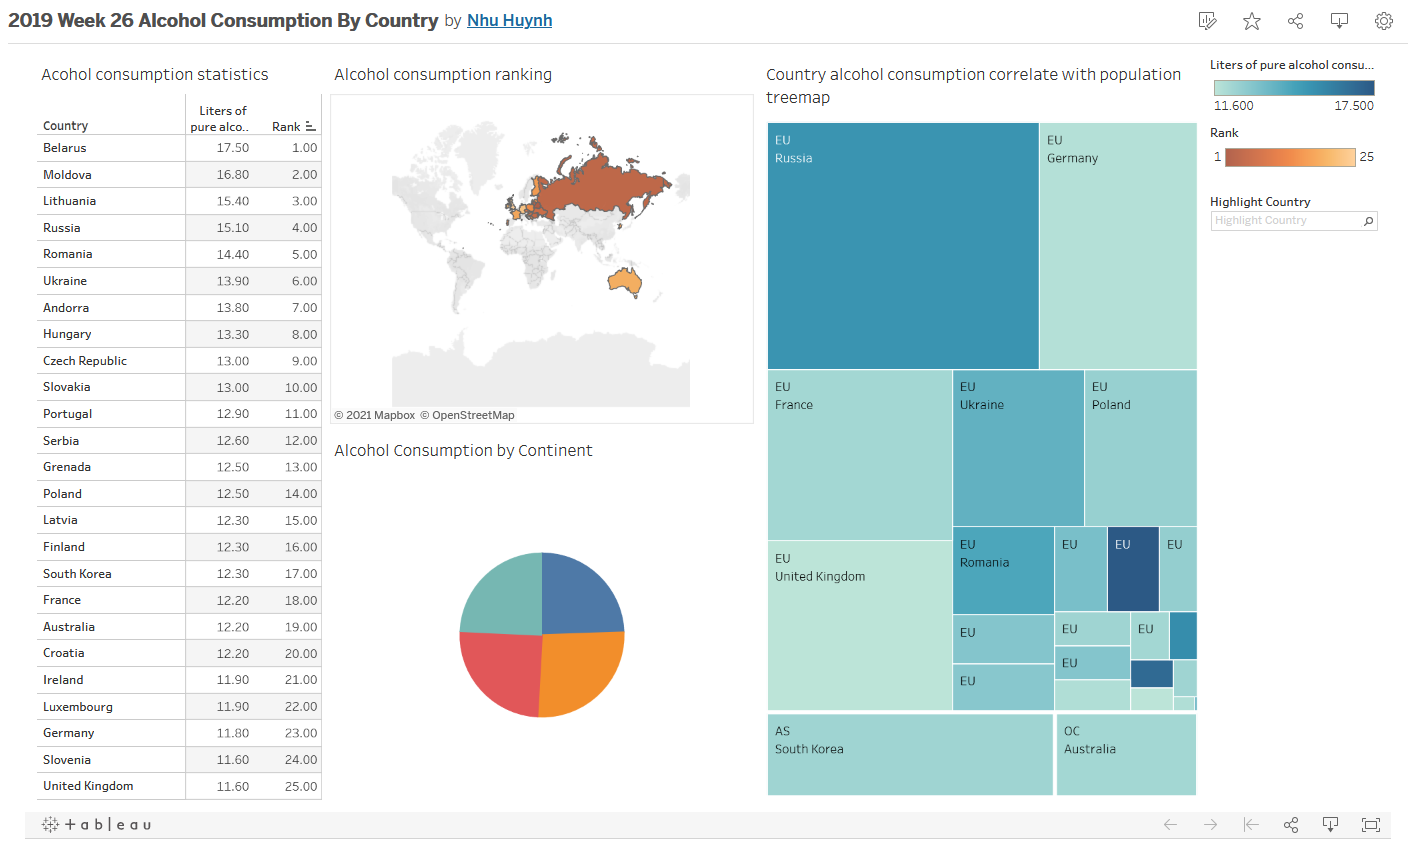 2019 Week 26 Alcohol Consumption By Country by Nhu Huynh
Acohol consumption statistics
Country Liters of pure alco.. Rank
Belarus 17.50 1.00
Moldova 16.80 2.00
Lithuania 15.40 3.00
Russia 15.10 4.00
Romania 14.40 5.00
Ukraine 13.90 6.00
Andorra 13.80 7.00
Hungary 13.30 8.00
Czech Republic 13.00 9.00
Slovakia 13.00 10.00
Portugal 12.90 11.00
Serbia 12.60 12.00
Grenada 12.50 13.00
Poland 12.50 14.00
Latvia 12.30 15.00
Finland 12.30 16.00
South Korea 12.30 17.00
France 12.20 18.00
Australia 12.20 19.00
Croatia 12.20 20.00
Ireland 11.90 21.00
Luxembourg 11.90 22.00
Germany 11.80 23.00
Slovenia 11.60 24.00
United Kingdom 11.60 25.00
Alcohol consumption ranking
© 2021 Mapbox © OpenStreetMap
Alcohol Consumption by Continent
Country alcohol consumption correlate with population
treemap
EU
Russia
EU
Germany
EU
France
EU
Ukraine
EU
Poland
EU
United Kingdom
EU
Romania
EU
EU
EU
EU
EU
EU
EU
EU
AS
South Korea
OC
Australia
Liters of pure alcohol consu...
11.600 17.500
Rank
1 25
Highlight Country
Highlight Country
+ a b l e a u